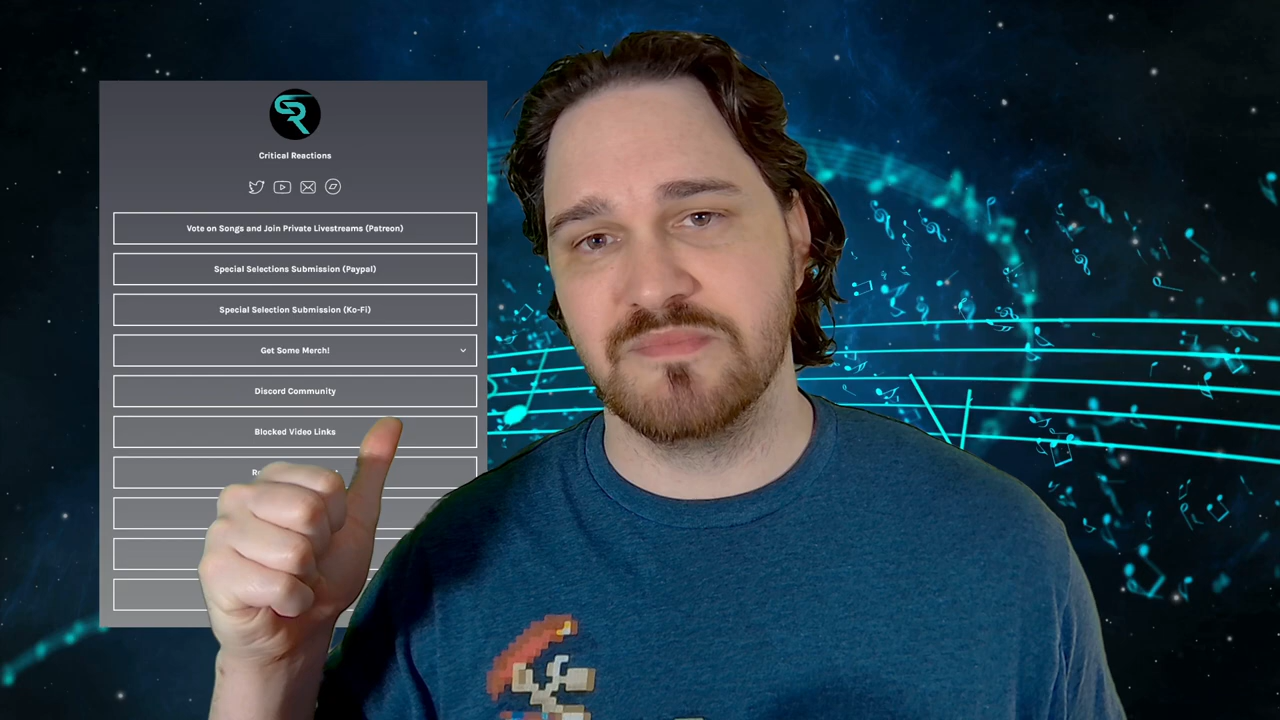 CR
Critical Reactions
Vote on Songs and Join Private Livestreams (Patreon)
Special Selections Submission (Paypal)
Special Selection Submission (Ko-Fi)
Get Some Merch!
Discord Community
Blocked Video Links